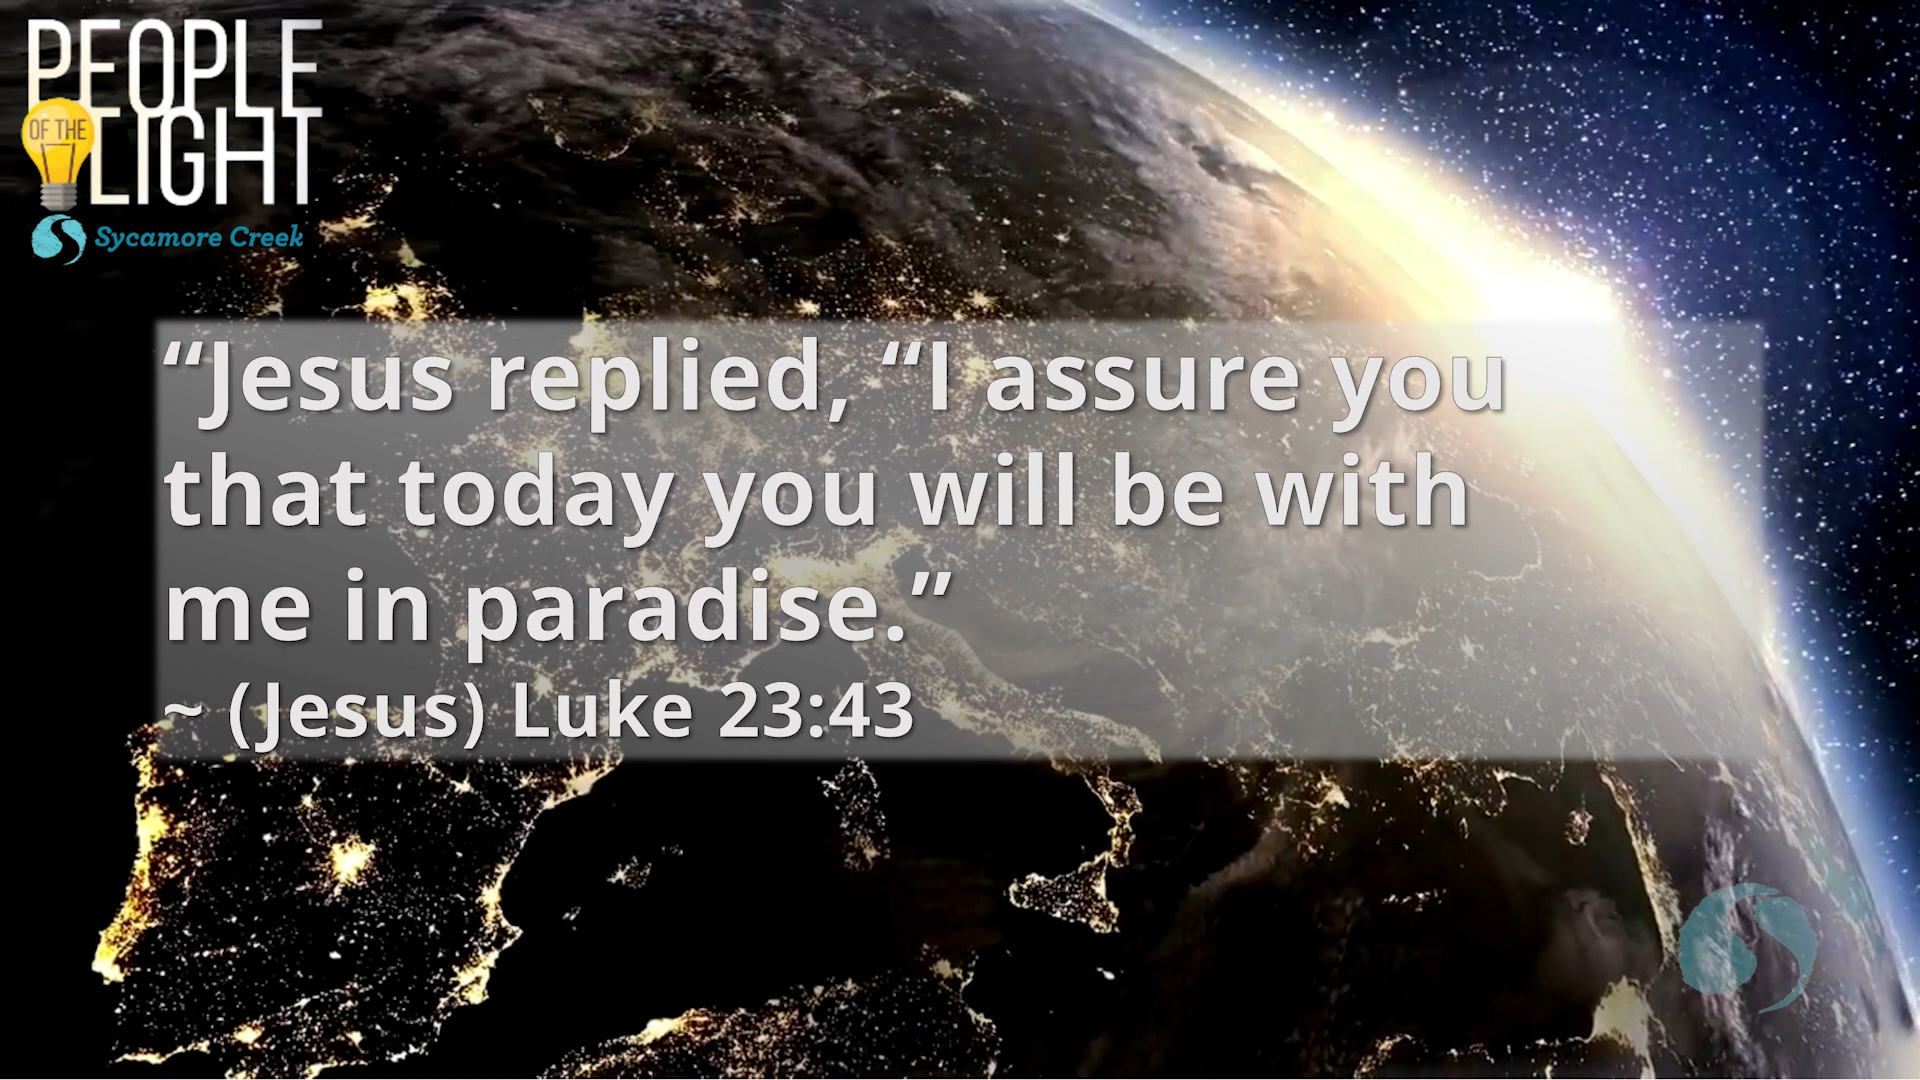 PEOPLE
OF THE
LIGHT
Sycamore Creek
“Jesus replied, “I assure you
that today you will be with
me in paradise.”
~ (Jesus) Luke 23:43